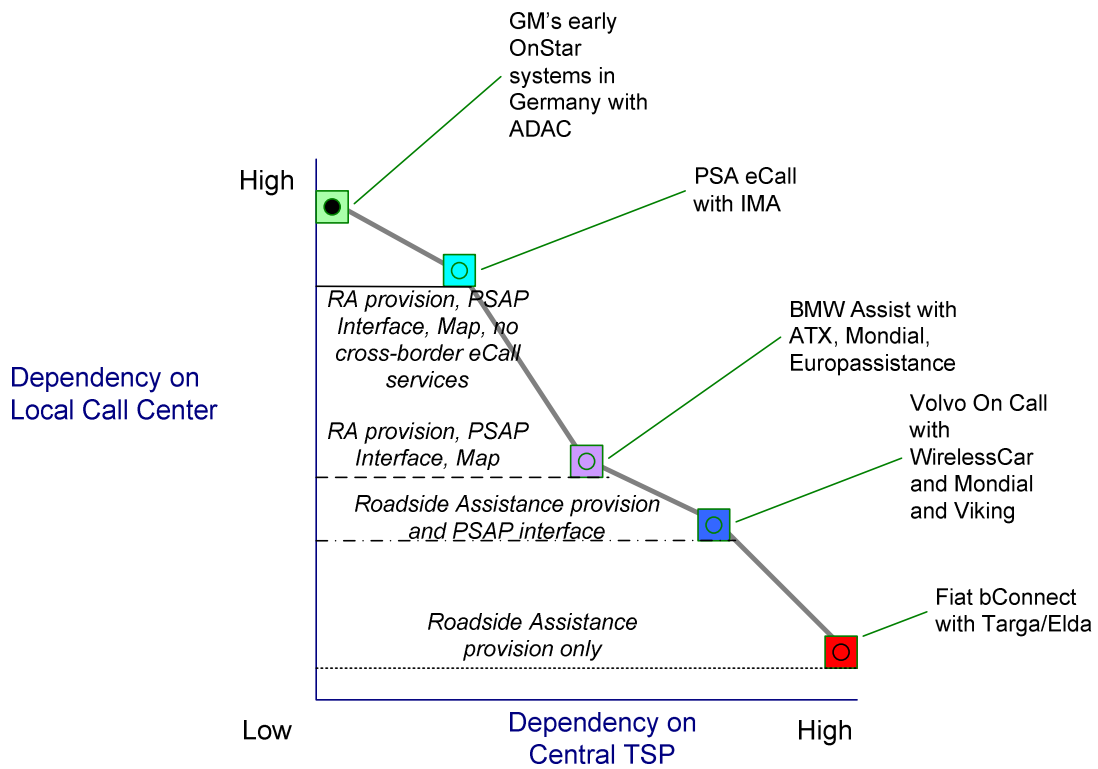 GM's early
OnStar
systems in
Germany with
ADAC
High
PSA eCall
with IMA
RA provision, PSAP
Interface, Map, no
cross-border eCall
services
BMW Assist with
ATX, Mondial,
Europassistance
Dependency on
Local Call Center
Volvo On Call
with
WirelessCar
and Mondial
and Viking
RA provision, PSAP
Interface, Map
Roadside Assistance provision
and PSAP interface
Fiat bConnect
with Targa/Elda
Roadside Assistance
provision only
Low
Dependency on
Central TSP
High